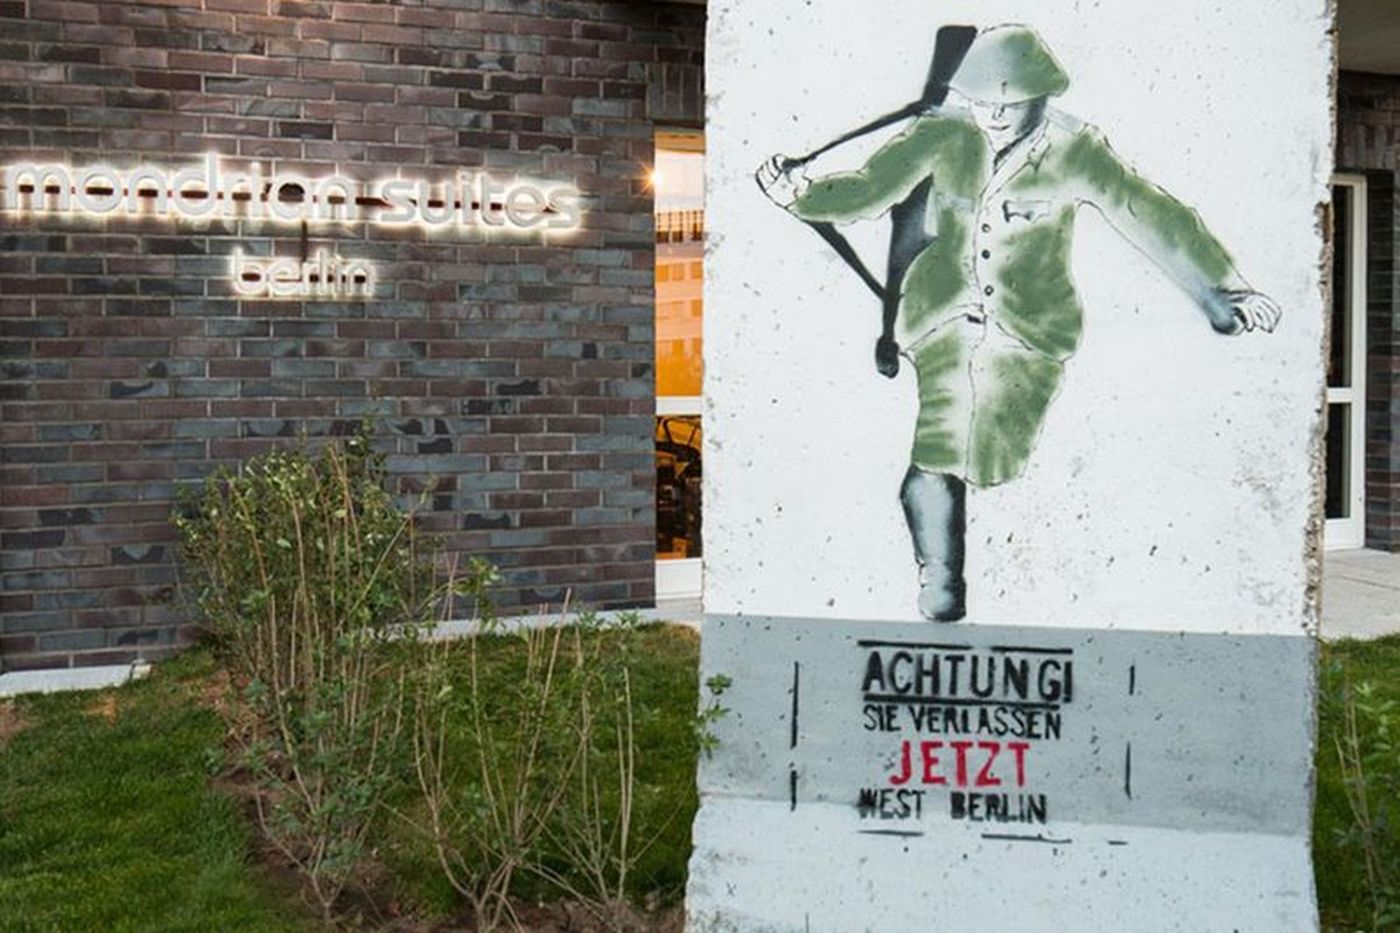 mondrian suites
berlin
ACHTUNG!
SIE VERLASSEN
JETZT
WEST BERLIN